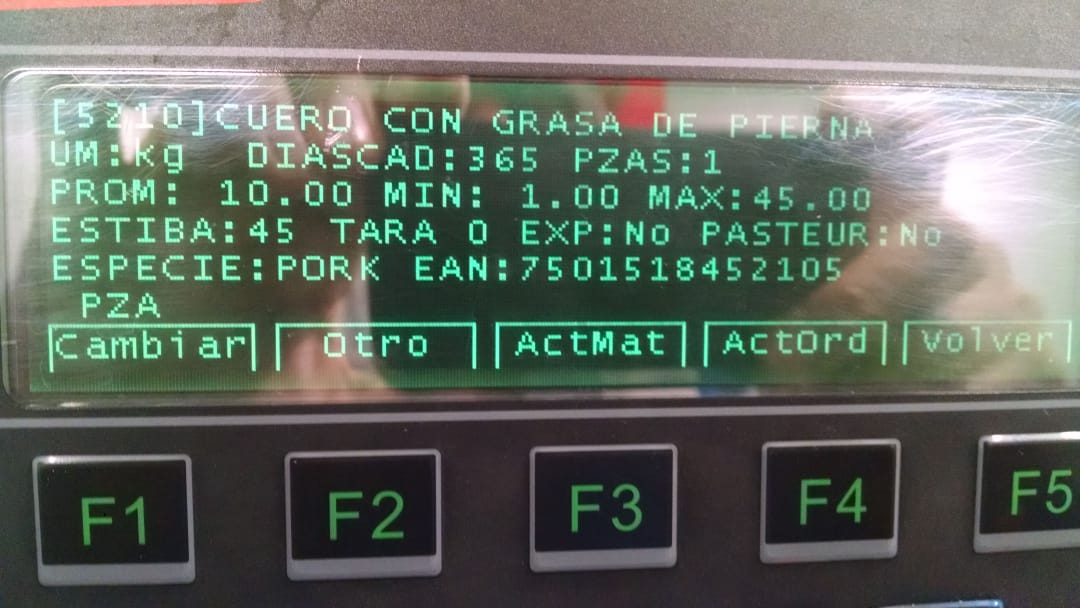 [5210]CUERO CON GRASA DE PIERNA
UM:kg DIASCAD:365 PZAS:1
PROM: 10.00 MIN: 1.00 MAX:45.00
ESTIBA:45 TARA 0 EXP:No PASTEUR:No
ESPECIE:PORK EAN:7501518452105
PZA
Cambiar Otro ActMat ActOrd Volver
F1 F2 F3 F4 F5